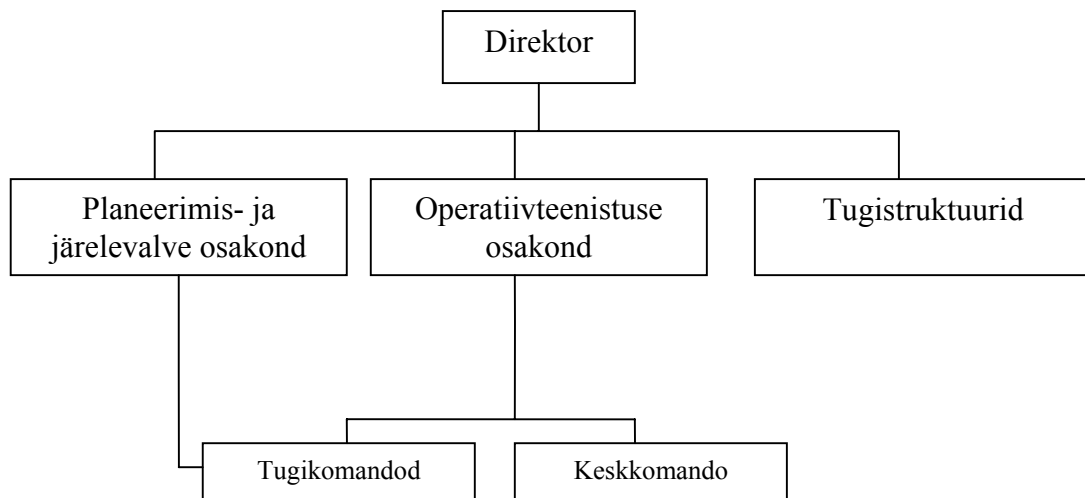 Direktor
Planeerimis- ja
järelevalve osakond
Operatiivteenistuse
osakond
Tugistruktuurid
Tugikomandod
Keskkomando